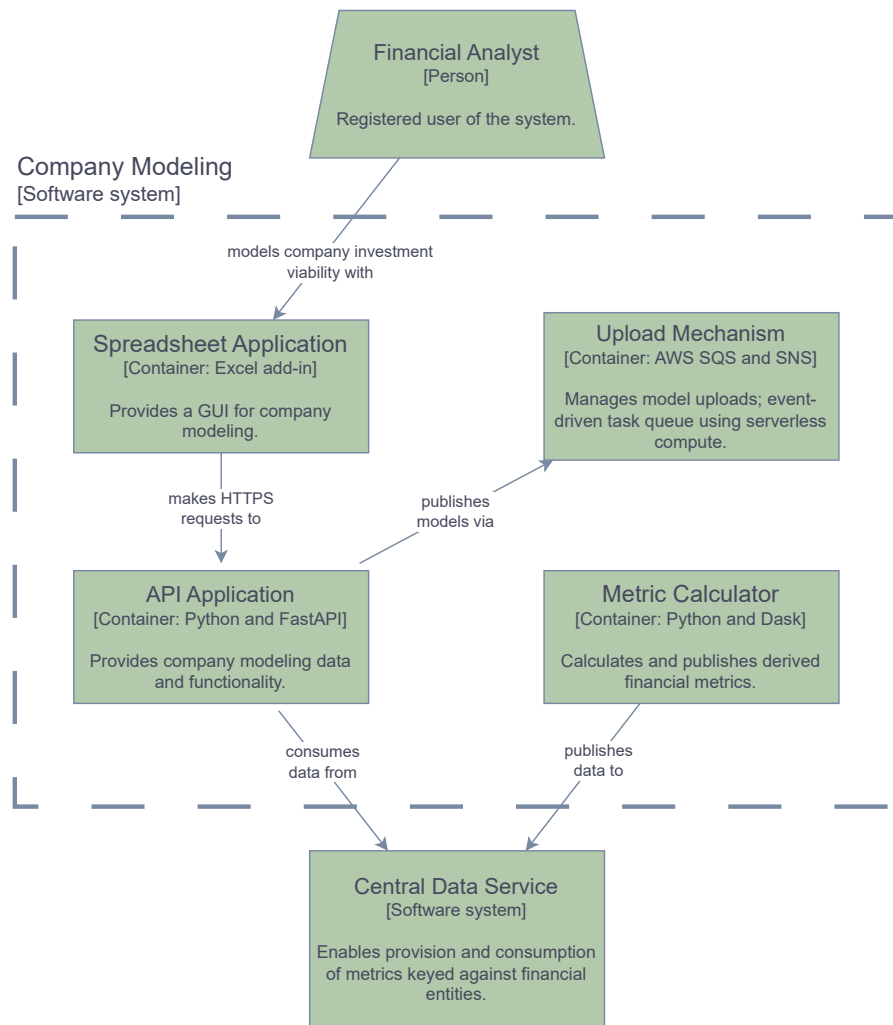 Financial Analyst
[Person]
Registered user of the system.
Company Modeling
[Software system]
models company investment
viability with
Spreadsheet Application
[Container: Excel add-in]
Provides a GUI for company
modeling.
Upload Mechanism
[Container: AWS SQS and SNS]
Manages model uploads; event-
driven task queue using serverless
compute.
makes HTTPS
requests to
publishes
models via
API Application
[Container: Python and FastAPI]
Provides company modeling data
and functionality.
Metric Calculator
[Container: Python and Dask]
Calculates and publishes derived
financial metrics.
consumes
data from
publishes
data to
Central Data Service
[Software system]
Enables provision and consumption
of metrics keyed against financial
entities.